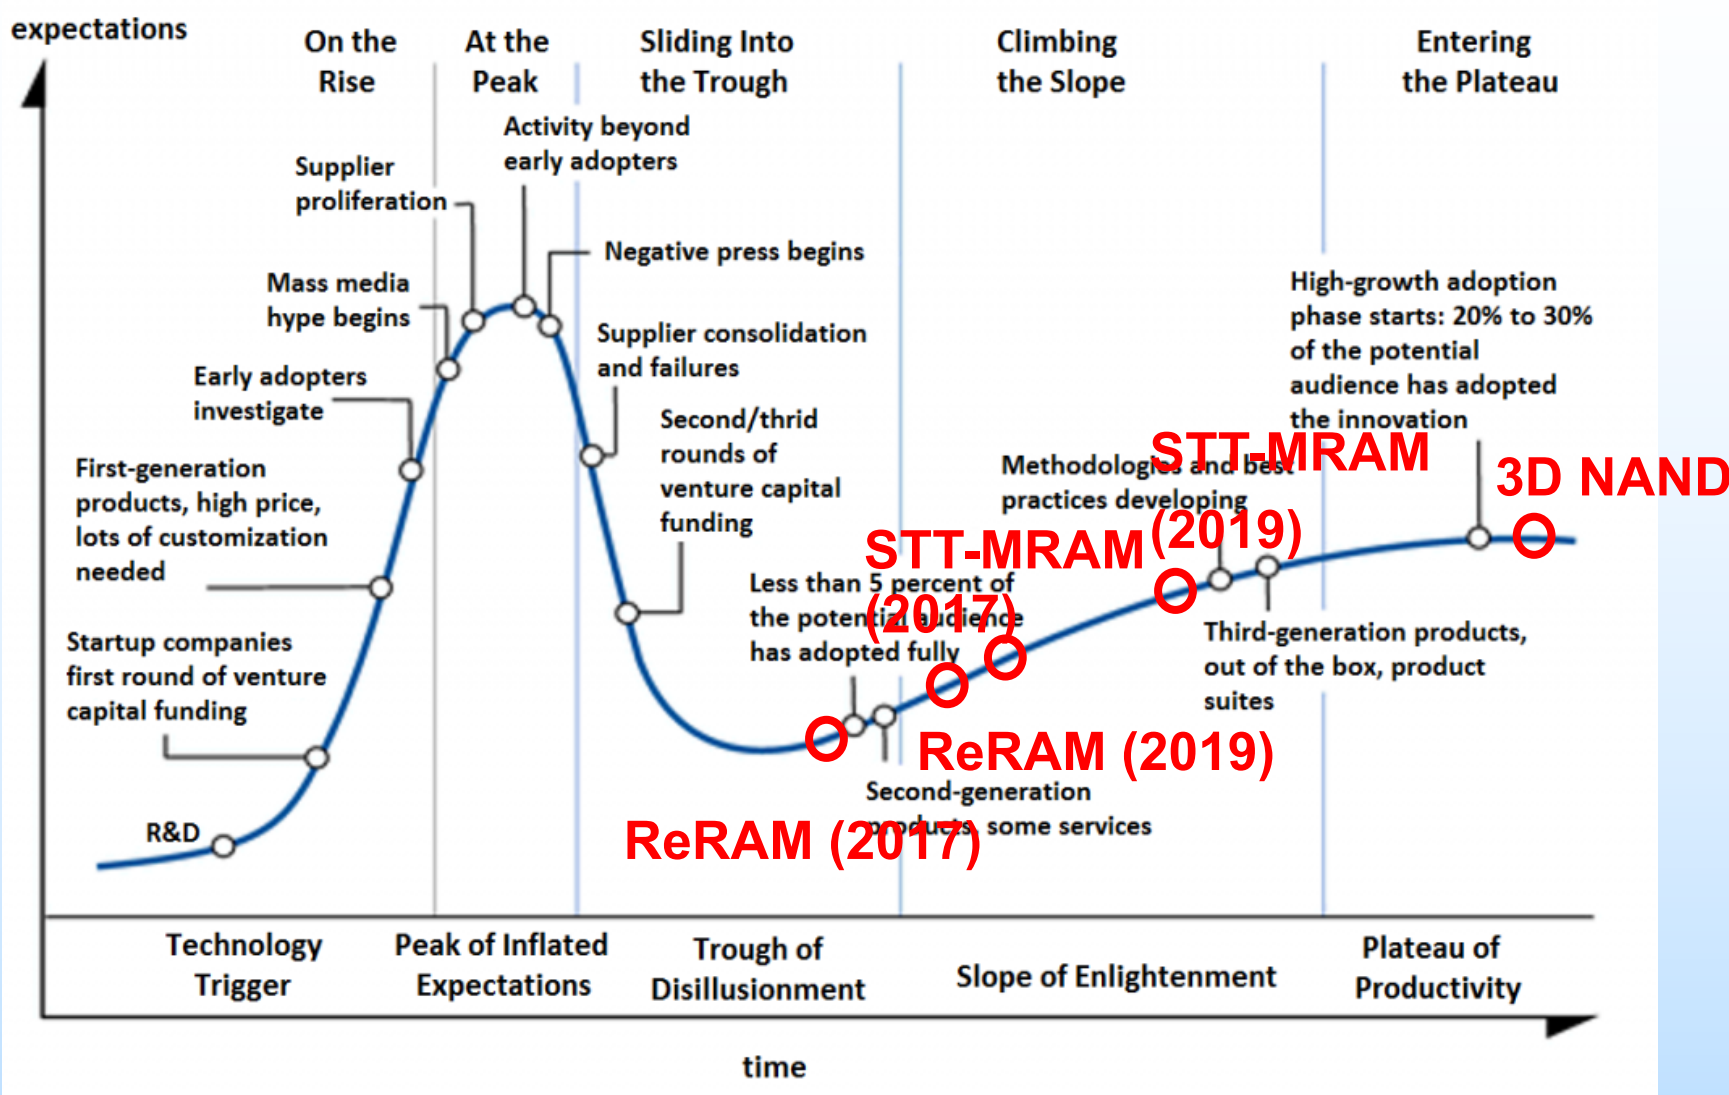 expectations
On the
Rise
At the
Peak
Sliding Into
the Trough
Climbing
the Slope
Entering
the Plateau
Activity beyond
early adopters
Supplier
proliferation
Negative press begins
Mass media
hype begins
Supplier consolidation
and failures
Early adopters
investigate
Second/thrid
rounds of
venture capital
funding
First-generation
products, high price,
lots of customization
needed
High-growth adoption
phase starts: 20% to 30%
of the potential
audience has adopted
the innovation
Methodologies and best
practices developing
STT-MRAM
(2019)
3D NAND
STT-MRAM
(2017)
Less than 5 percent of
the potential audience
has adopted fully
Startup companies
first round of venture
capital funding
Third-generation products,
out of the box, product
suites
ReRAM (2019)
Second-generation
products, some services
ReRAM (2017)
R&D
Technology
Trigger
Peak of Inflated
Expectations
Trough of
Disillusionment
Slope of Enlightenment
Plateau of
Productivity
time